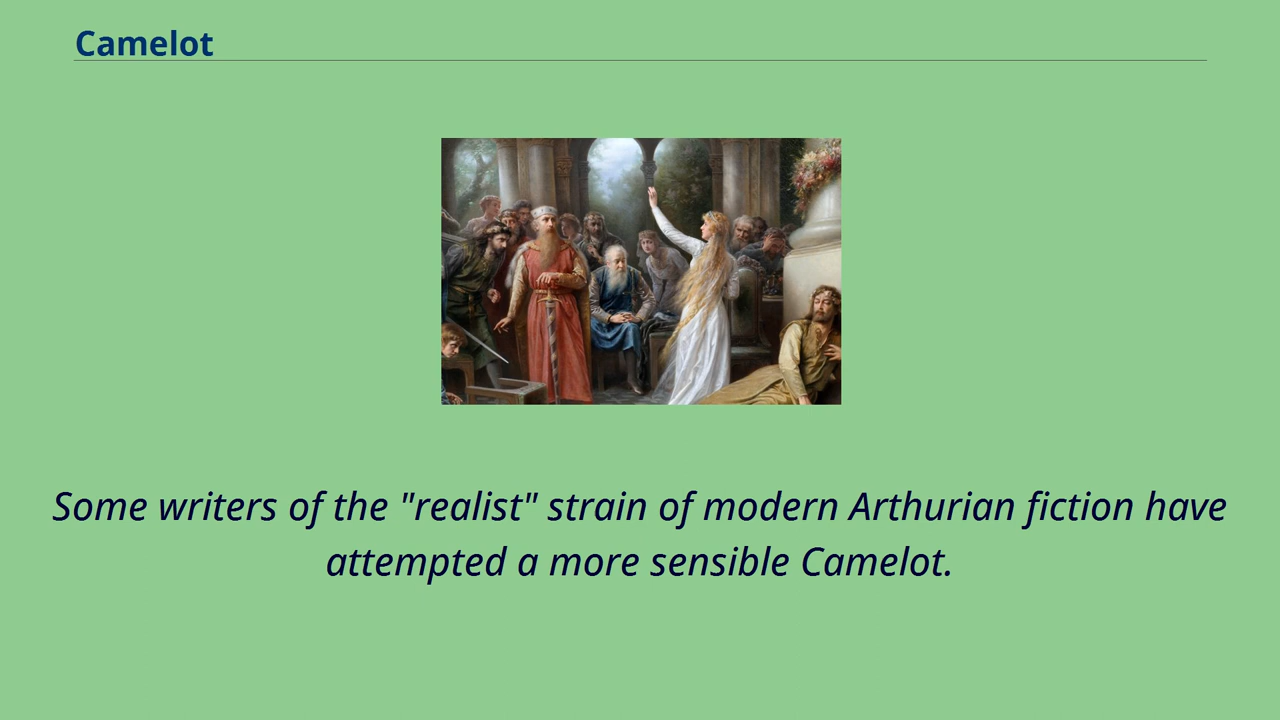 Camelot
Some writers of the "realist" strain of modern Arthurian fiction have
attempted a more sensible Camelot.